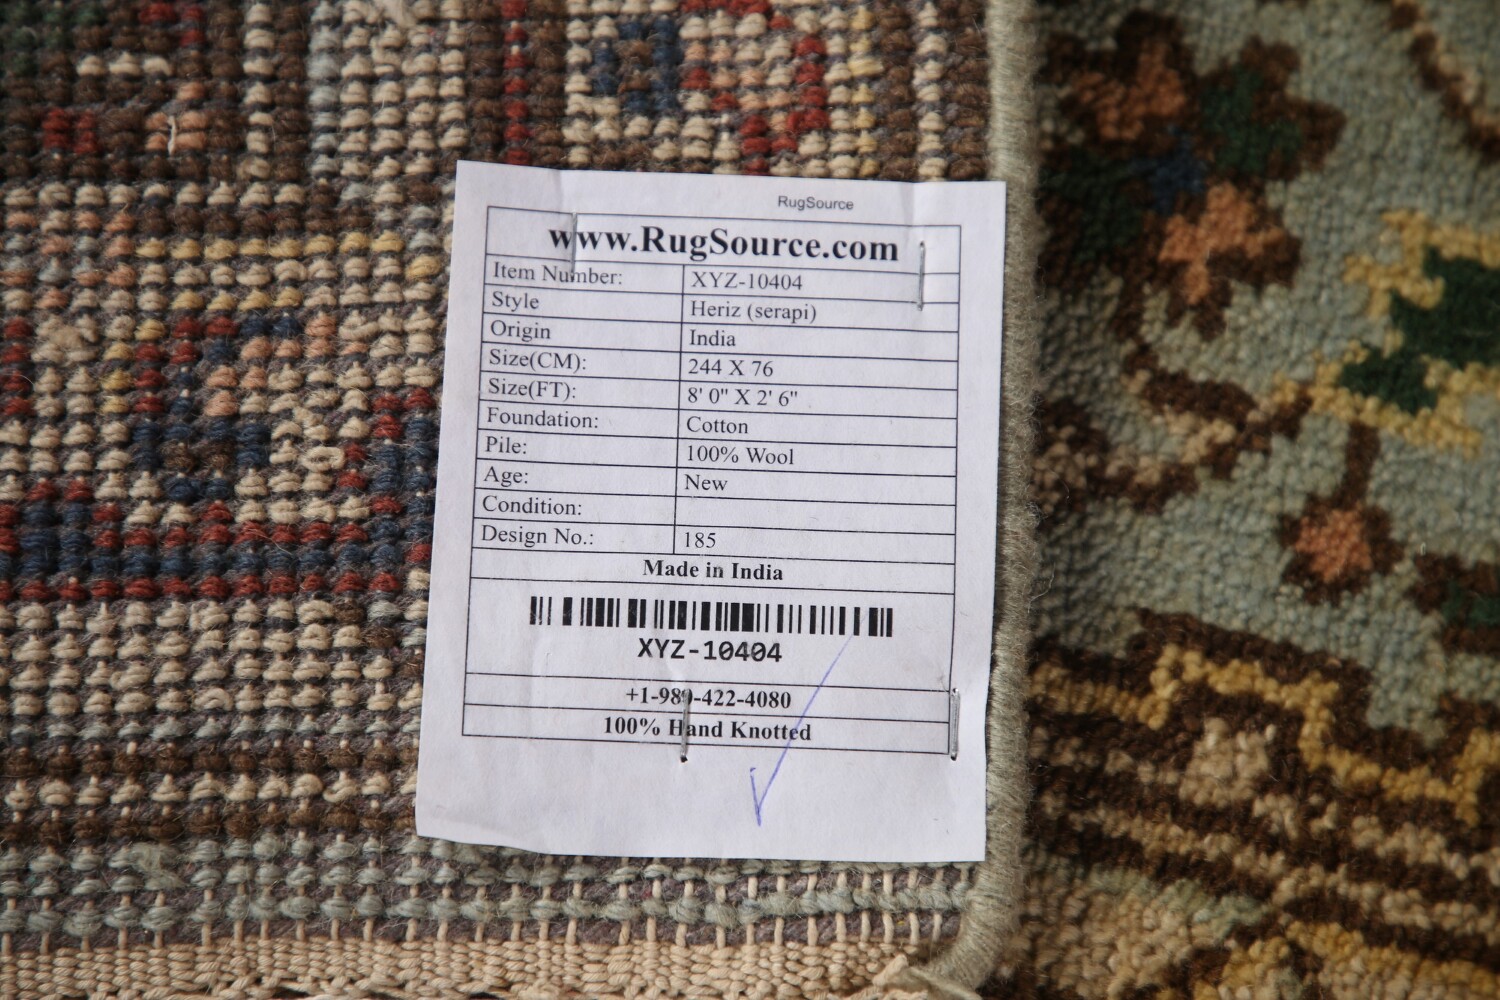 RugSource
www.RugSource.com
Item Number: XYZ-10404
Style Heriz (serapi)
Origin India
Size(CM): 244 X 76
Size(FT): 8' 0" X 2' 6"
Foundation: Cotton
Pile: 100% Wool
Age: New
Condition:
Design No.: 185
Made in India
XYZ-10404
+1-989-422-4080
100% Hand Knotted